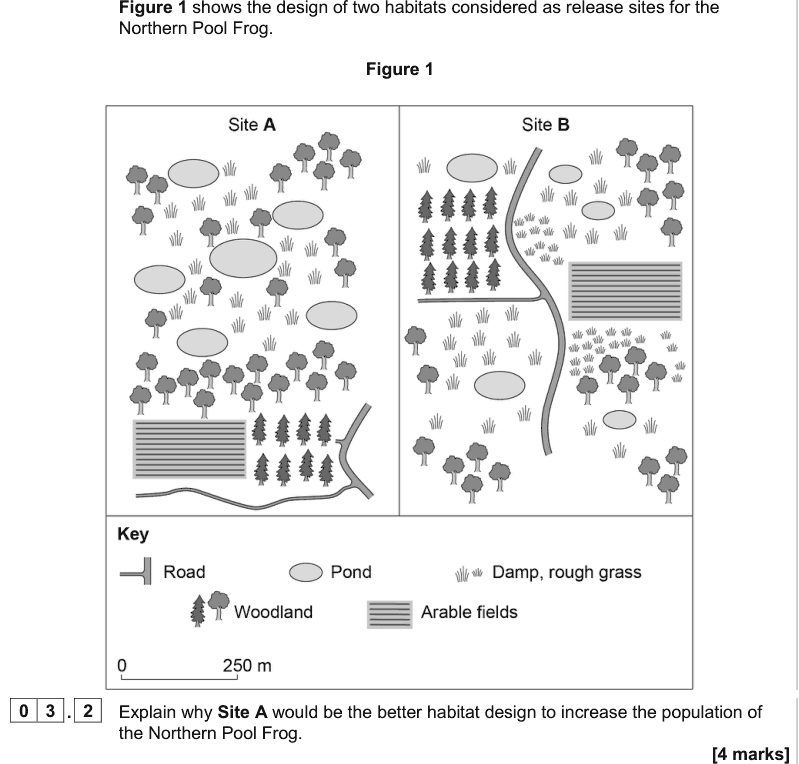 Figure 1 shows the design of two habitats considered as release sites for the
Northern Pool Frog.
Figure 1
Site A
Site B
Key
Road
Pond
Damp, rough grass
Woodland
Arable fields
0
250 m
0 3 . 2
Explain why Site A would be the better habitat design to increase the population of
the Northern Pool Frog.
[4 marks]